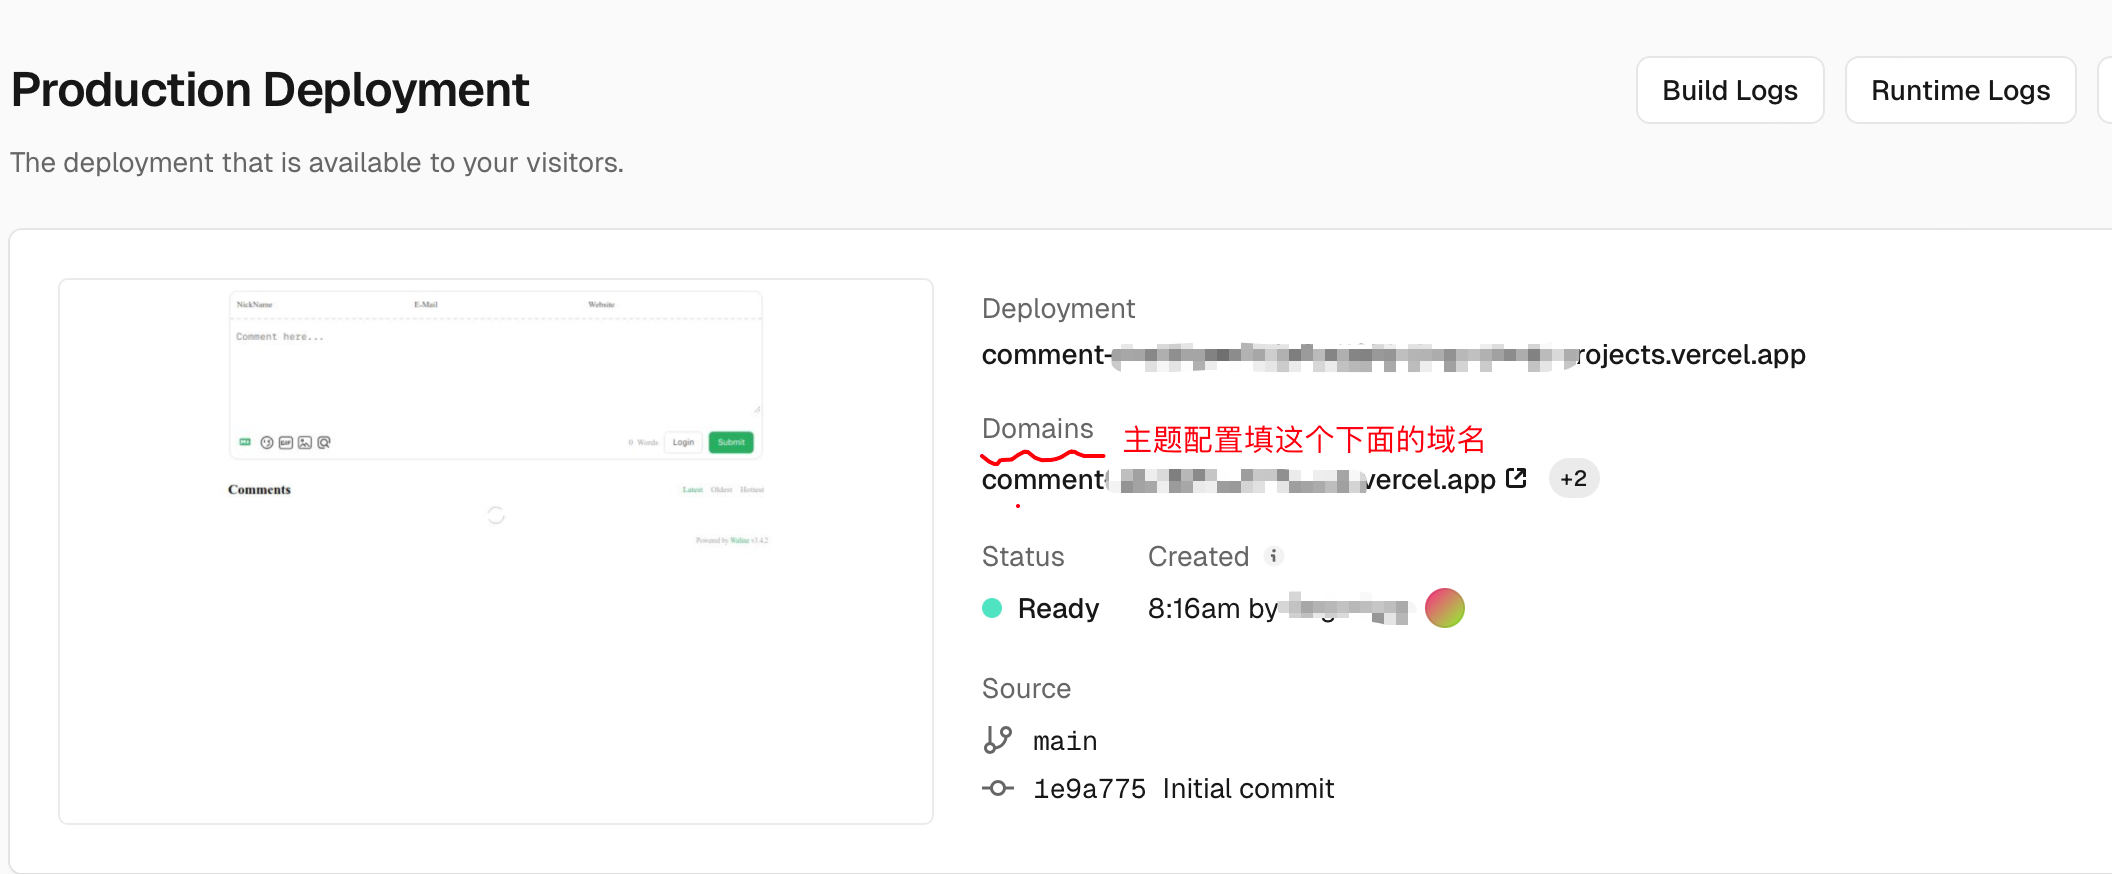 Production Deployment
Build Logs
Runtime Logs
The deployment that is available to your visitors.
NickName
E-Mail
Website
Comment here...
0 Words
Login
Submit
Comments
Latest Oldest Hottest
Powered by Waline v3.4.2
Deployment
comment- rojects.vercel.app
Domains
主题配置填这个下面的域名
comment vercel.app +2
Status
Created
Ready
8:16am by
Source
main
1e9a775 Initial commit